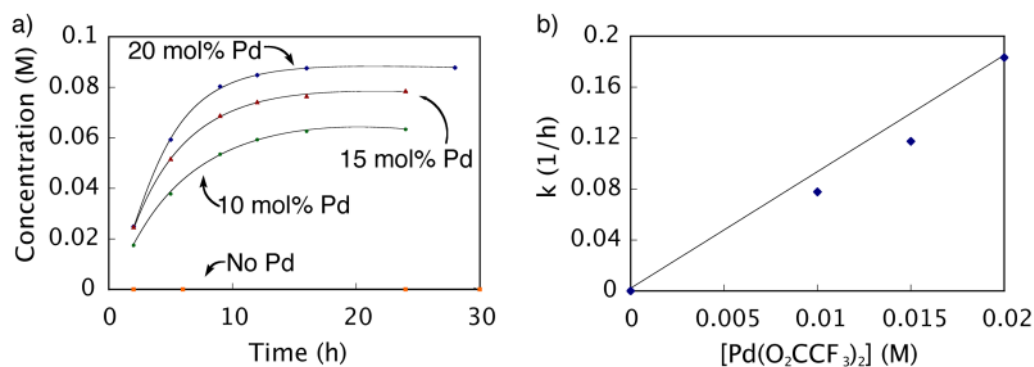 a)
0.1
0.08
0.06
0.04
0.02
0
Concentration (M)
20 mol% Pd
15 mol% Pd
10 mol% Pd
No Pd
0
10
20
30
Time (h)
b)
0.2
0.16
0.12
0.08
0.04
0
k (1/h)
0
0.005
0.01
0.015
0.02
[Pd(O₂CCF₃)₂] (M)